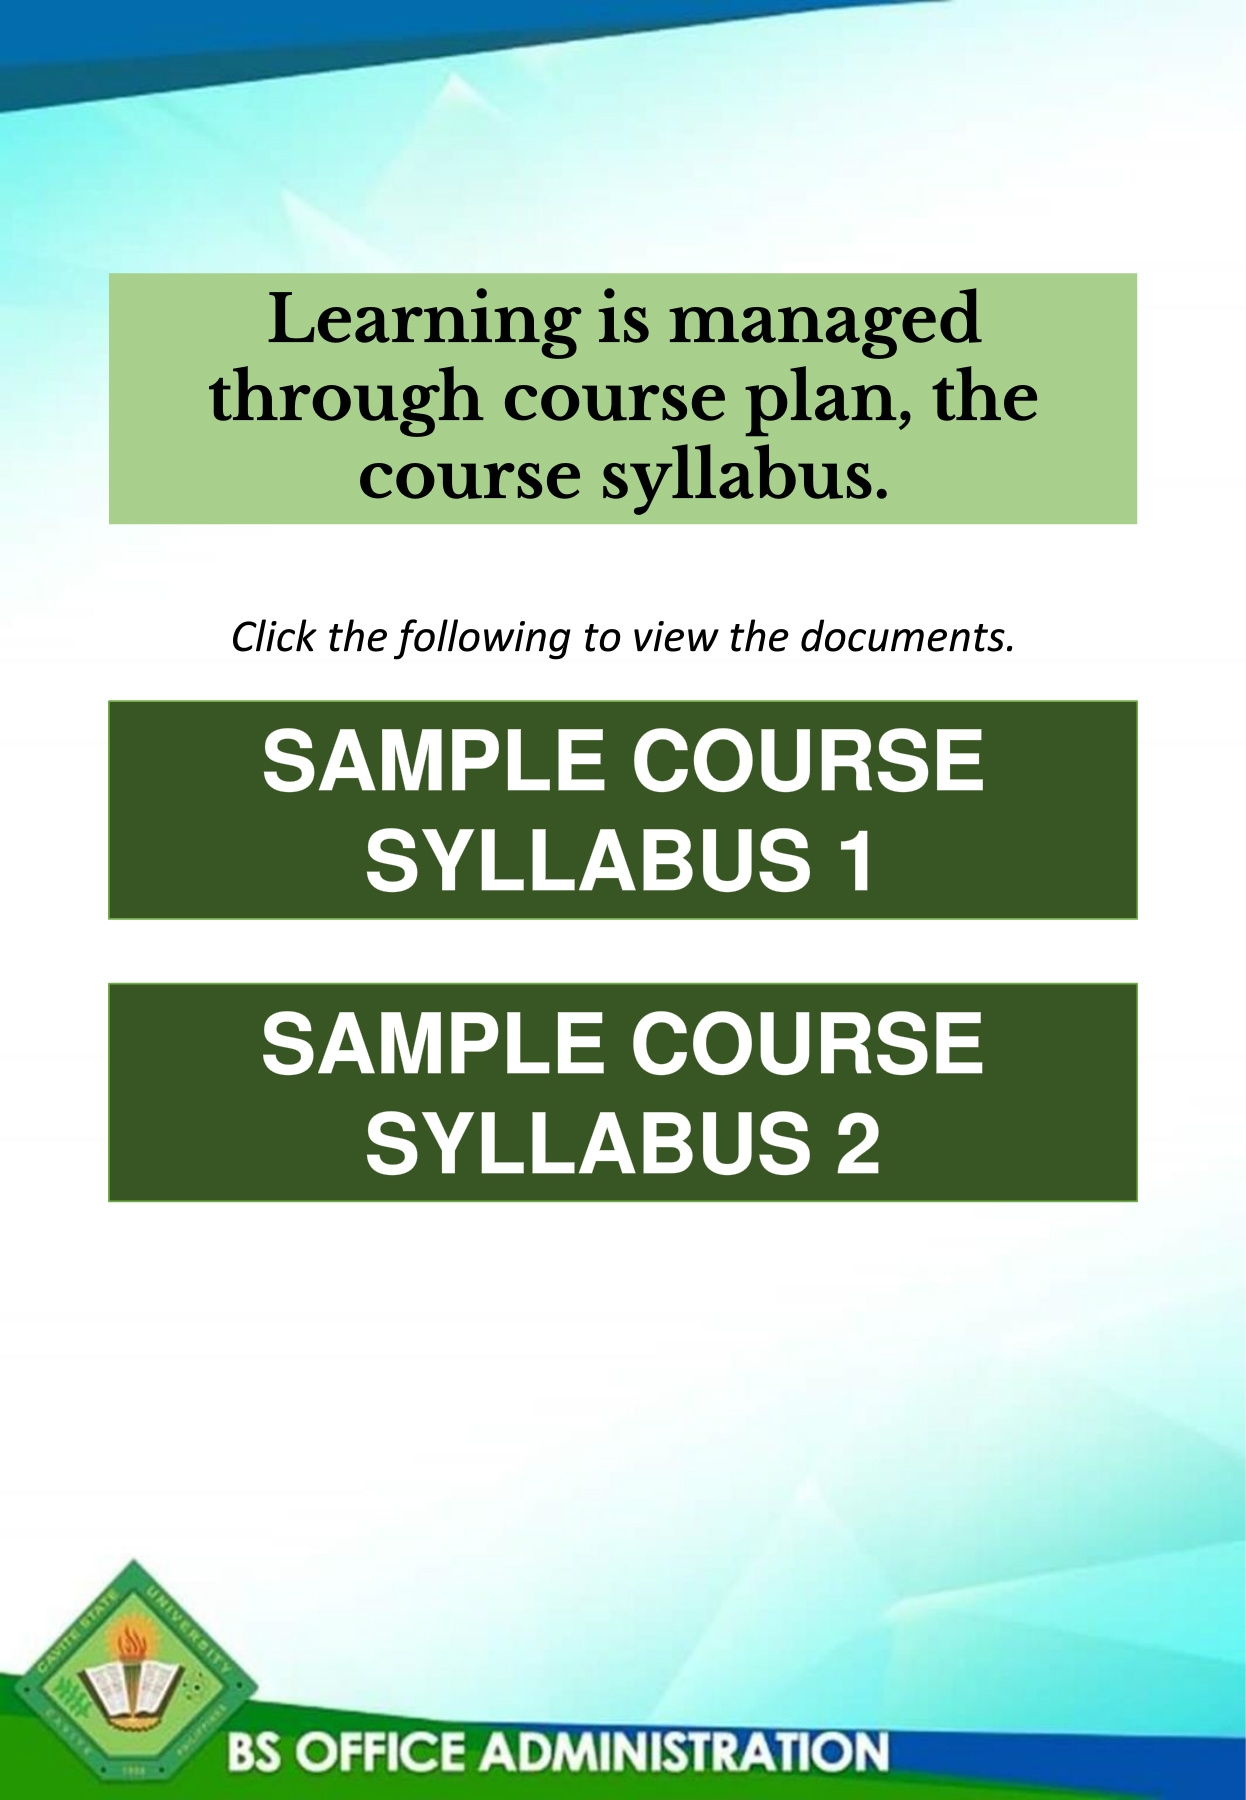 Learning is managed
through course plan, the
course syllabus.
Click the following to view the documents.
SAMPLE COURSE
SYLLABUS 1
SAMPLE COURSE
SYLLABUS 2
CAVITE STATE UNIVERSITY
CAVITE
PHILIPPINES
1906
BS OFFICE ADMINISTRATION